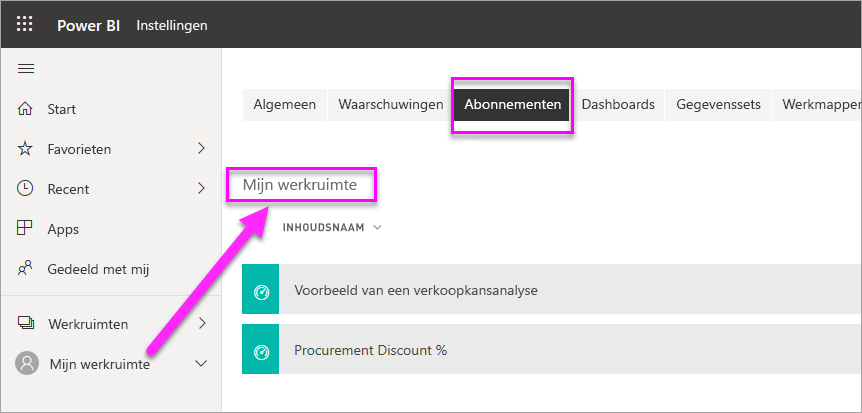 Power BI Instellingen
Start
Favorieten
Recent
Apps
Gedeeld met mij
Werkruimten
Mijn werkruimte
Algemeen Waarschuwingen Abonnementen Dashboards Gegevenssets Werkmappen
Mijn werkruimte
INHOUDSNAAM
Voorbeeld van een verkoopkansanalyse
Procurement Discount %